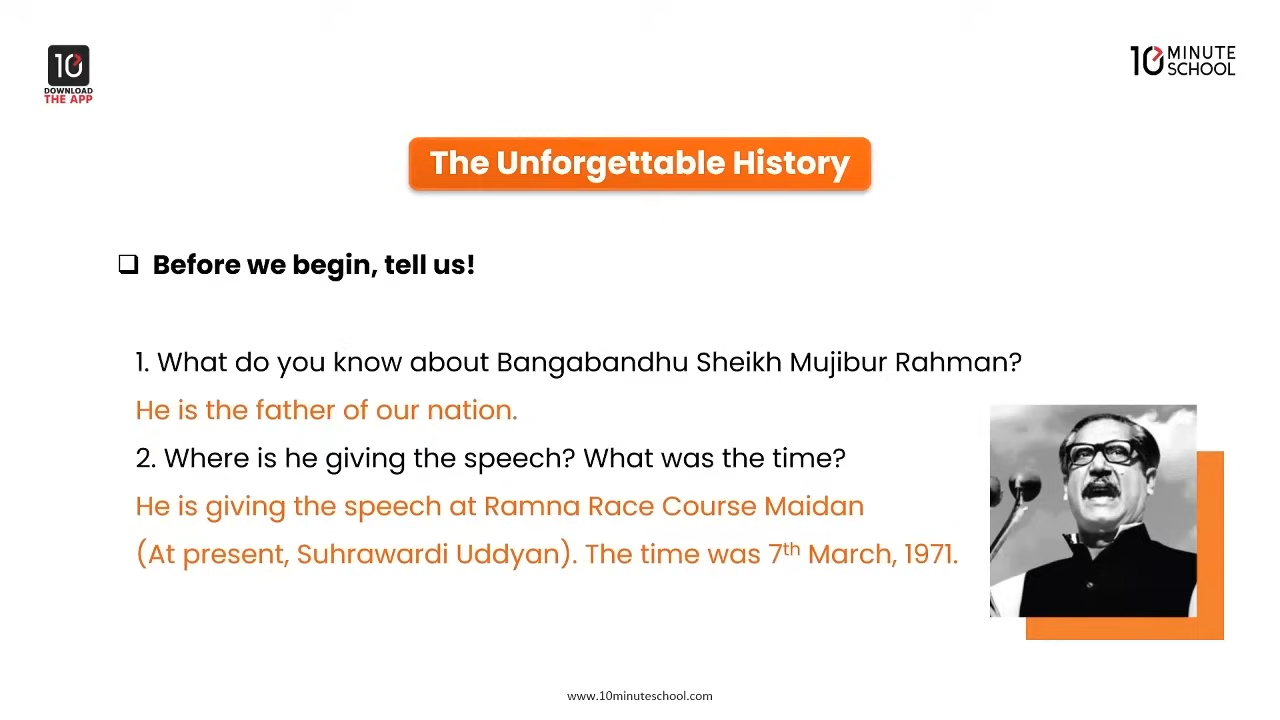 10
DOWNLOAD
THE APP
10 MINUTE
SCHOOL
The Unforgettable History
❑ Before we begin, tell us!
1. What do you know about Bangabandhu Sheikh Mujibur Rahman?
He is the father of our nation.
2. Where is he giving the speech? What was the time?
He is giving the speech at Ramna Race Course Maidan
(At present, Suhrawardi Uddyan). The time was 7th March, 1971.
www.10minuteschool.com